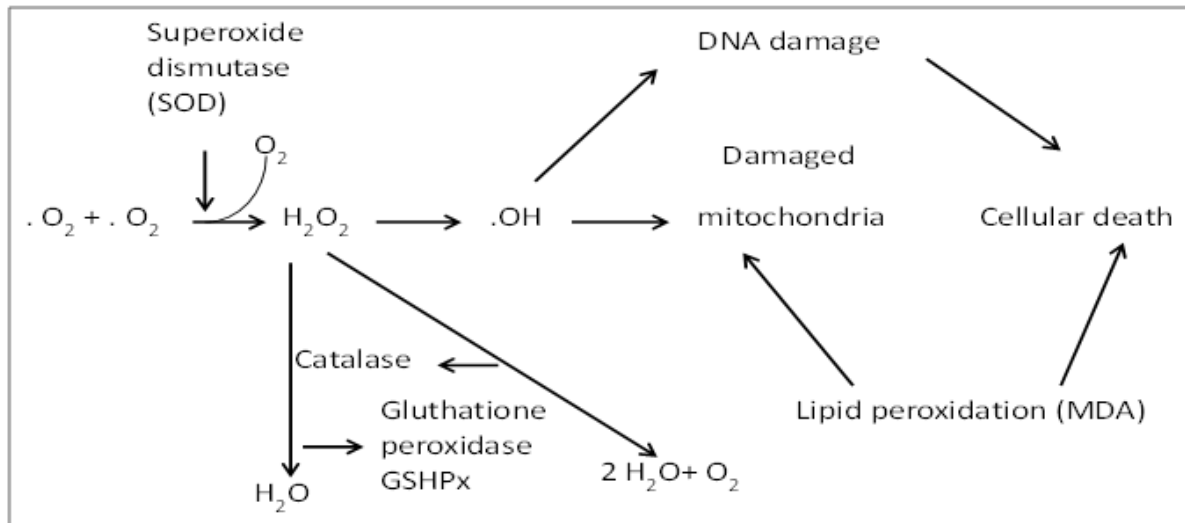 Superoxide
dismutase
(SOD)
DNA damage
O₂
Damaged
. O₂ + . O₂
H₂O₂
.OH
mitochondria
Cellular death
Catalase
Gluthatione
peroxidase
GSHPx
Lipid peroxidation (MDA)
H₂O
2 H₂O+ O₂